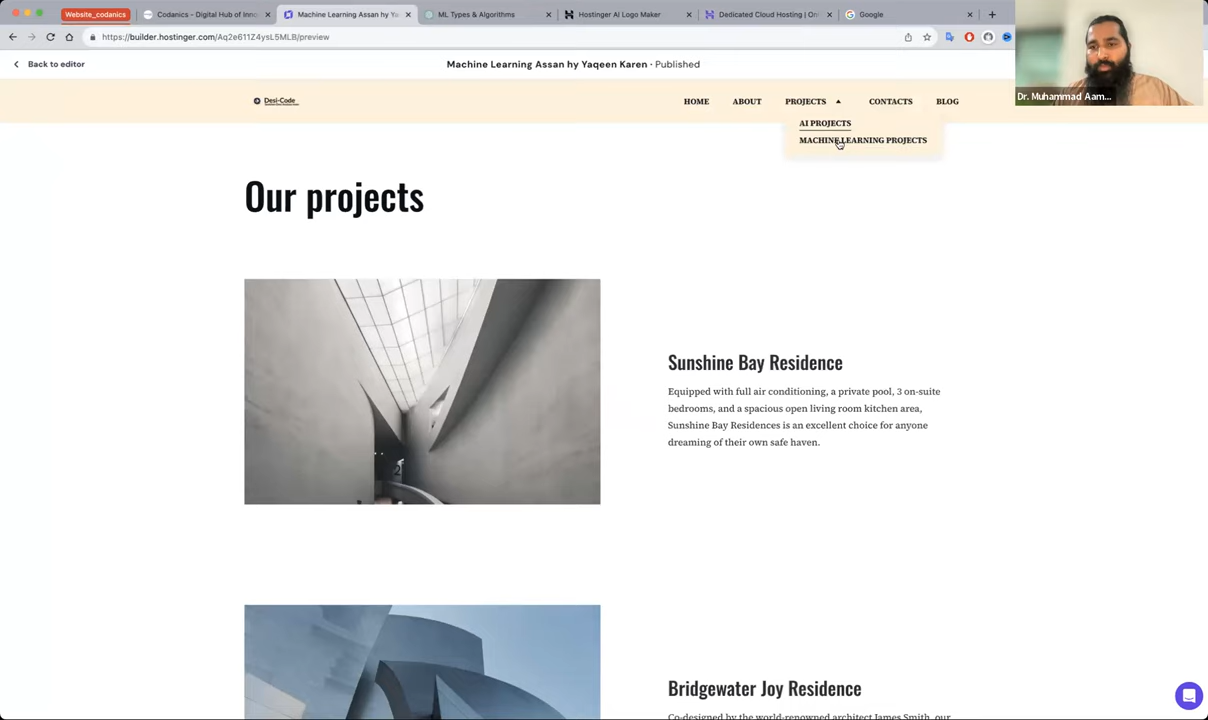 Website_codanics
Codanics - Digital Hub of Inno
Machine Learning Assan by Ya
ML Types & Algorithms
Hostinger AI Logo Maker
Dedicated Cloud Hosting | On
Google
https://builder.hostinger.com/Aq2e611Z4ysL5MLB/preview
Back to editor
Machine Learning Assan by Yaqeen Karen · Published
Dr. Muhammad Aam...
Desi-Code
HOME
ABOUT
PROJECTS
CONTACTS
BLOG
AI PROJECTS
MACHINE LEARNING PROJECTS
Our projects
Sunshine Bay Residence
Equipped with full air conditioning, a private pool, 3 on-suite
bedrooms, and a spacious open living room kitchen area,
Sunshine Bay Residences is an excellent choice for anyone
dreaming of their own safe haven.
2
Bridgewater Joy Residence
Co-designed by the world-renowned architect James Smith, our